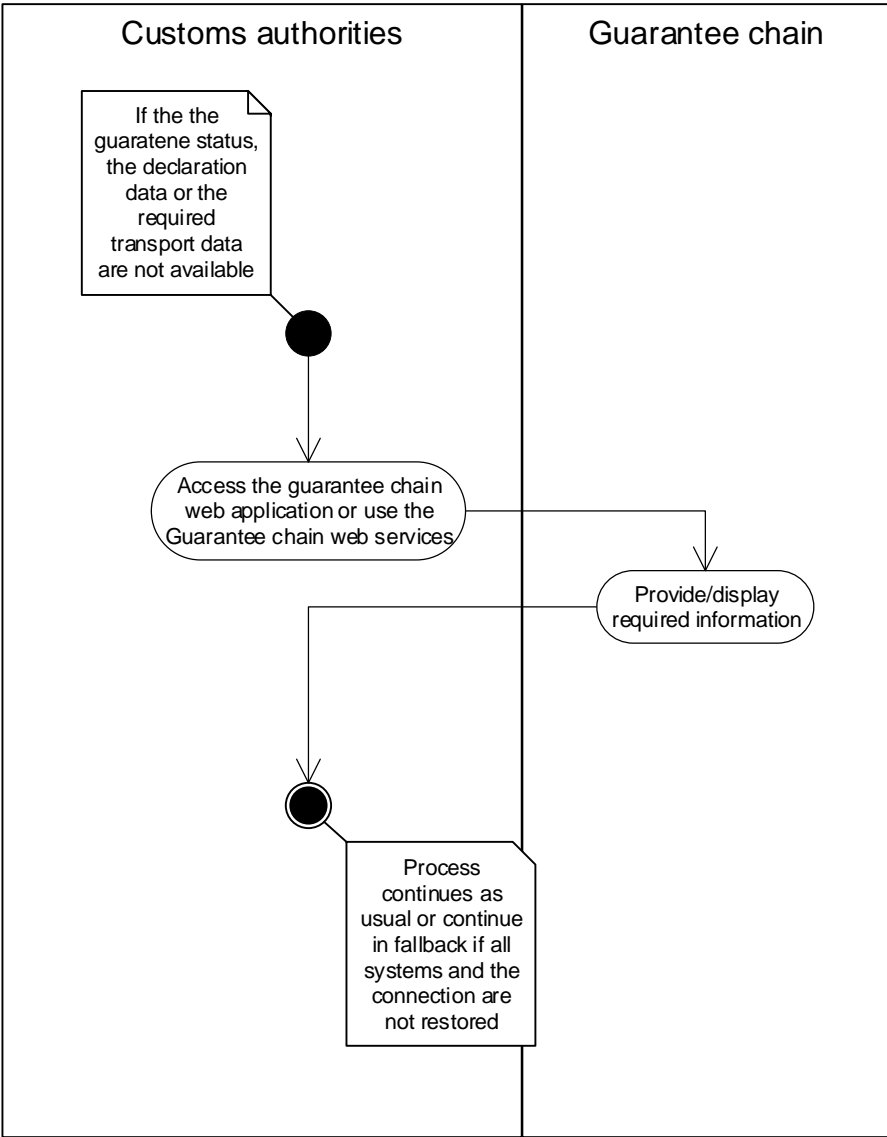 Customs authorities
Guarantee chain
If the the
guaratene status,
the declaration
data or the
required
transport data
are not available
Access the guarantee chain
web application or use the
Guarantee chain web services
Provide/display
required information
Process
continues as
usual or continue
in fallback if all
systems and the
connection are
not restored